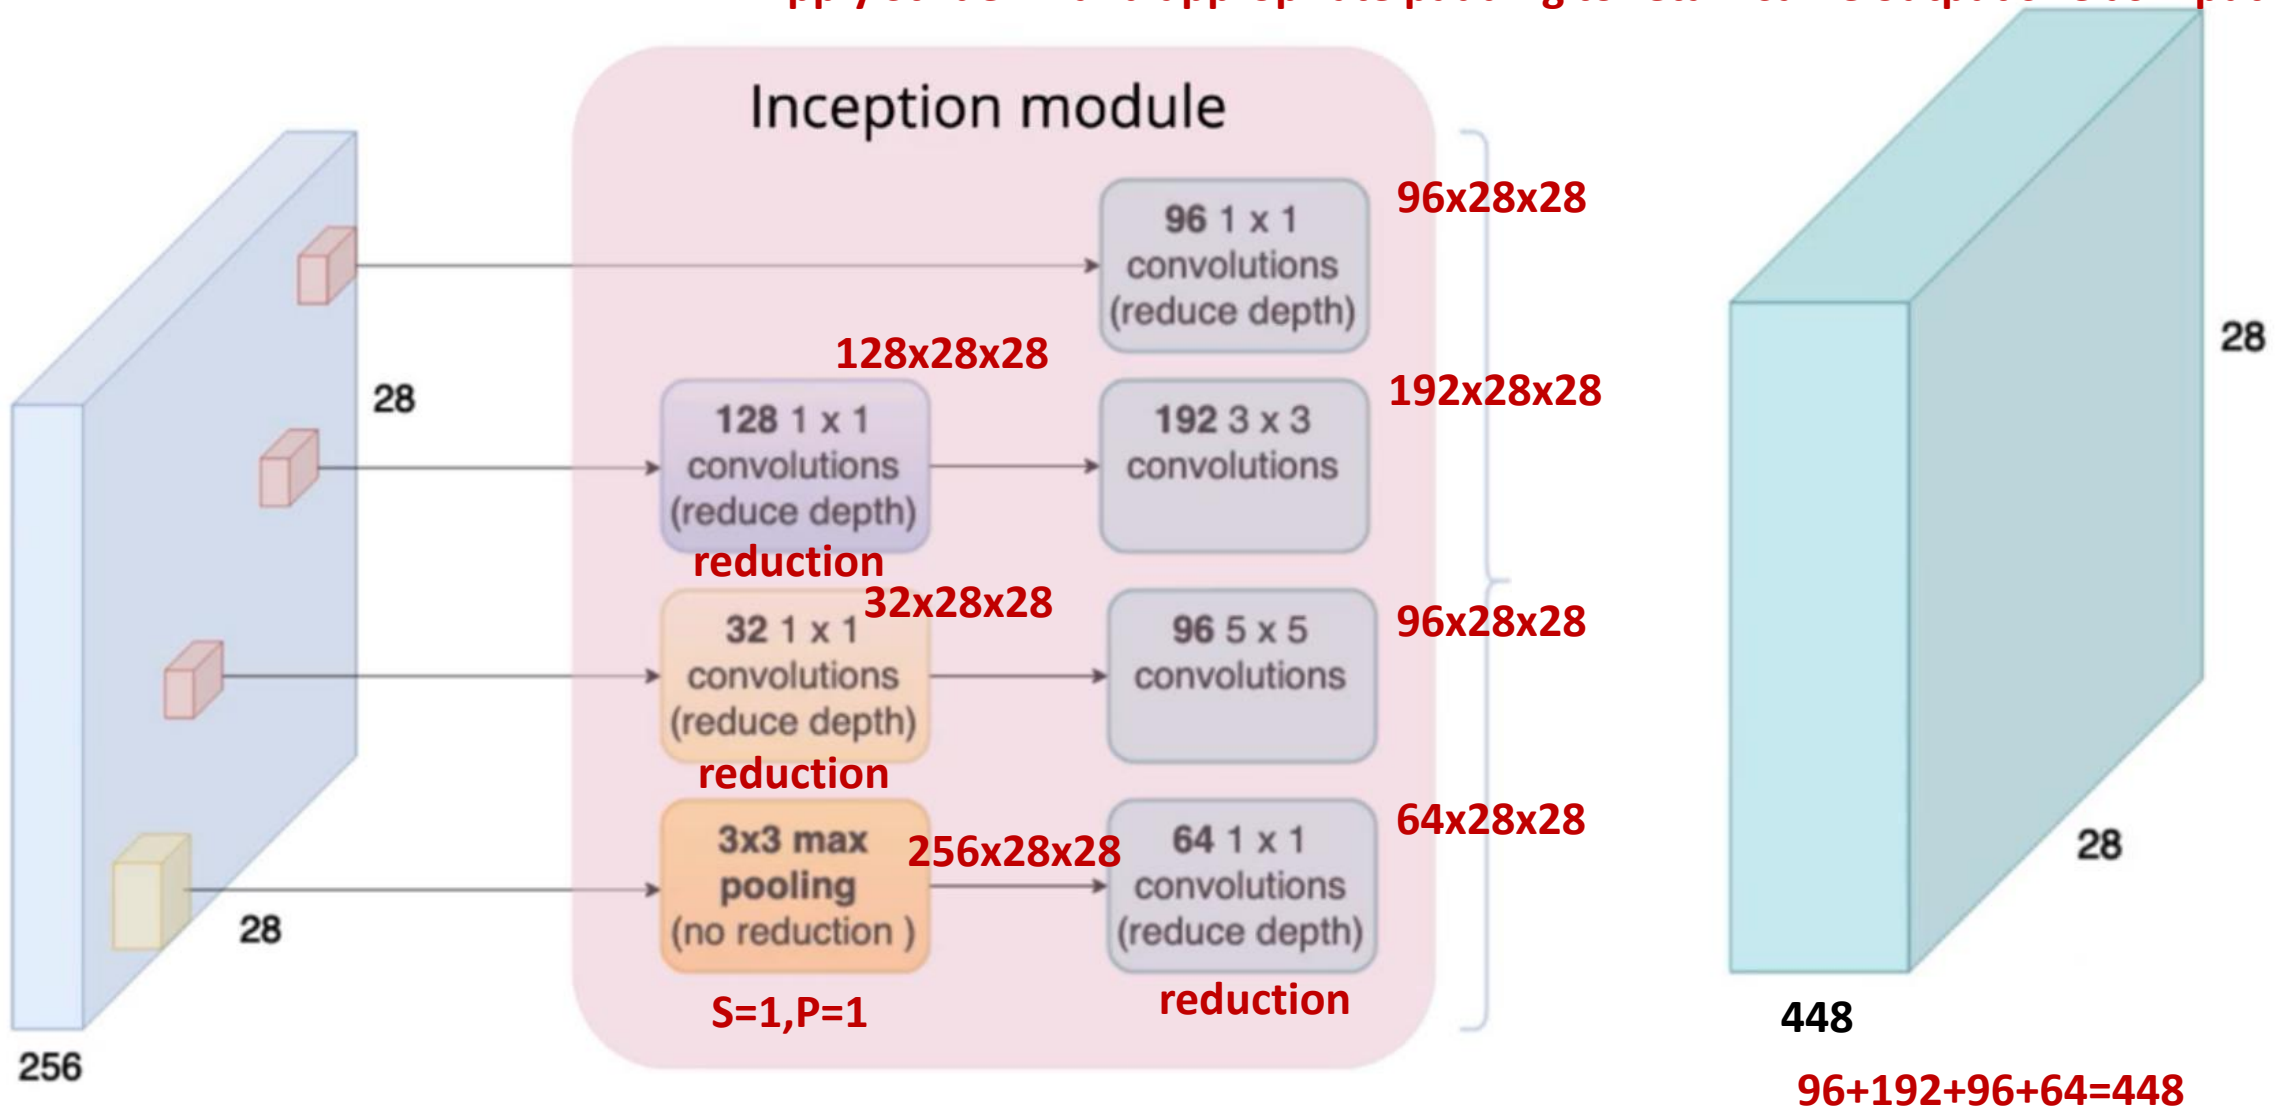 Inception module
96 1 x 1
convolutions
(reduce depth)
96x28x28
128x28x28
128 1 x 1
convolutions
(reduce depth)
reduction
192 3 x 3
convolutions
192x28x28
32x28x28
32 1 x 1
convolutions
(reduce depth)
reduction
96 5 x 5
convolutions
96x28x28
3x3 max
pooling
(no reduction )
S=1,P=1
256x28x28
64 1 x 1
convolutions
(reduce depth)
reduction
64x28x28
28
28
256
28
28
448
96+192+96+64=448